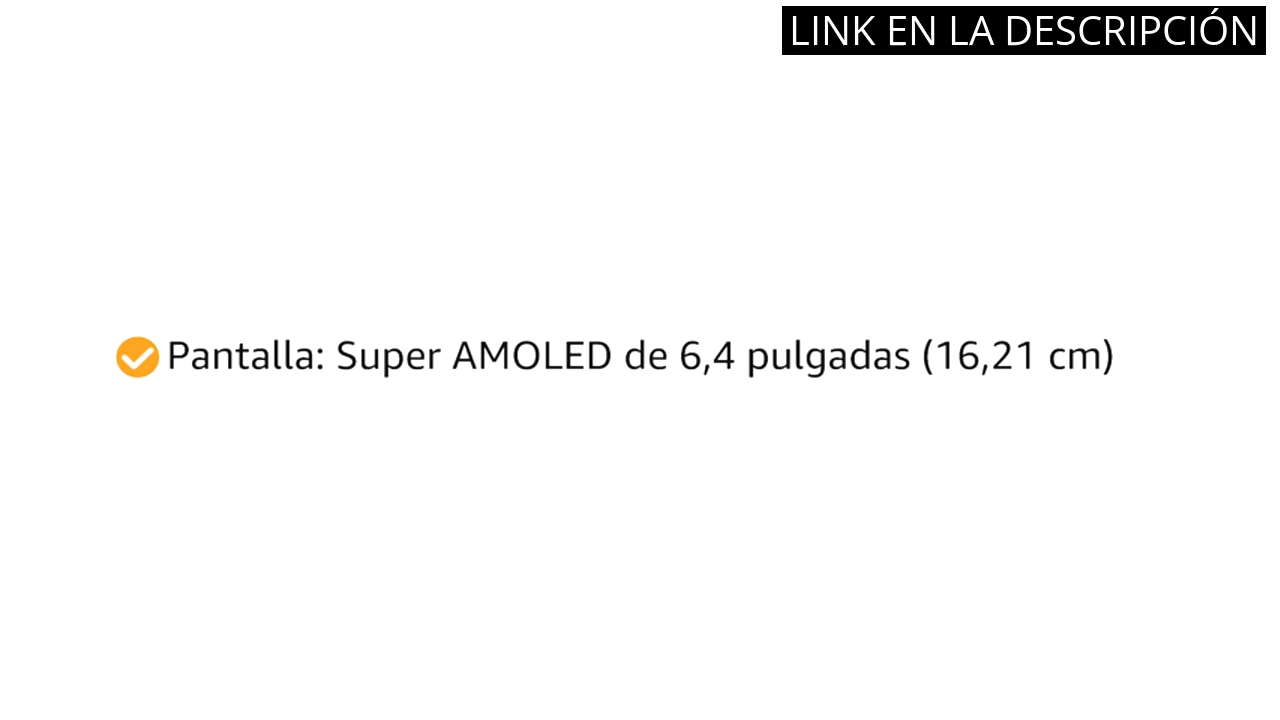 LINK EN LA DESCRIPCIÓN
Pantalla: Super AMOLED de 6,4 pulgadas (16,21 cm)